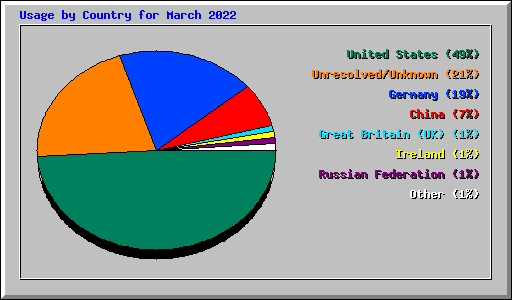 Usage by Country for March 2022
United States (49%)
Unresolved/Unknown (21%)
Germany (19%)
China (7%)
Great Britain (UK) (1%)
Ireland (1%)
Russian Federation (1%)
Other (1%)